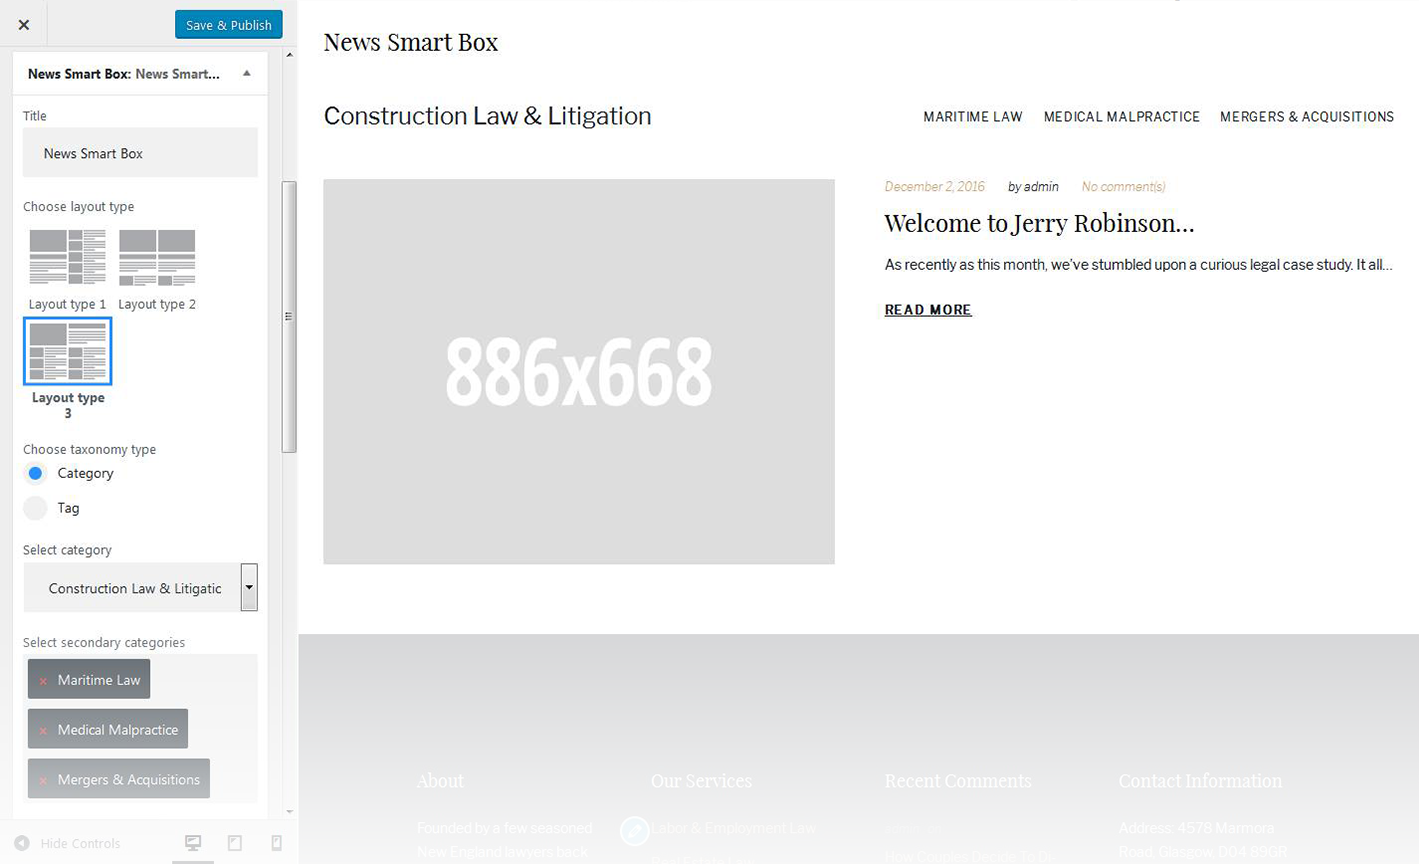 Save & Publish
News Smart Box: News Smart...
Title
News Smart Box
Choose layout type
Layout type 1
Layout type 2
Layout type
3
Choose taxonomy type
Category
Tag
Select category
Construction Law & Litigatic
Select secondary categories
× Maritime Law
× Medical Malpractice
× Mergers & Acquisitions
Hide Controls
News Smart Box
Construction Law & Litigation
MARITIME LAW MEDICAL MALPRACTICE MERGERS & ACQUISITIONS
886x668
December 2, 2016 by admin No comment(s)
Welcome to Jerry Robinson...
As recently as this month, we've stumbled upon a curious legal case study. It all...
READ MORE
About
Founded by a few seasoned
New England lawyers back
Our Services
Labor & Employment Law
Real Estate Law
Recent Comments
Contact Information
Address: 4578 Marmora
Road, Glasgow, D04 89GR